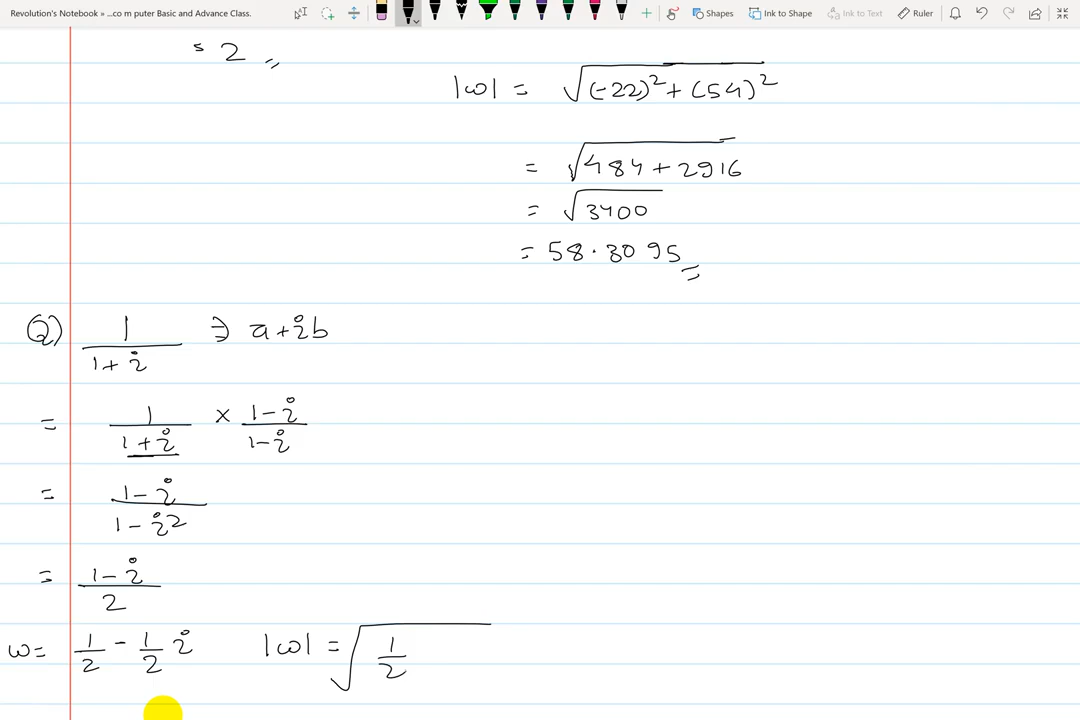 Revolution's Notebook » ...co m puter Basic and Advance Class.
Shapes
Ink to Shape
Ink to Text
Ruler
= 2 //
|ω| = √((-22)² + (54)²)
= √(484 + 2916)
= √3400
= 58.3095 //
Q) 1/(1+i) ∋ a+ib
= 1/(1+i) × (1-i)/(1-i)
= (1-i)/(1-i²)
= (1-i)/2
ω = 1/2 - 1/2 i
|ω| = √(1/2